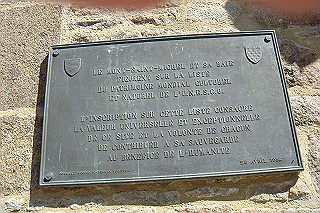 LE MONT-SAINT-MICHEL ET SA BAIE
FIGURENT SUR LA LISTE
DU PATRIMOINE MONDIAL CULTUREL
ET NATUREL DE L'U.N.E.S.C.O.
L'INSCRIPTION SUR CETTE LISTE CONSACRE
LA VALEUR UNIVERSELLE ET EXCEPTIONNELLE
DE CE SITE ET LA VOLONTE DE CHACUN
DE CONTRIBUER A SA SAUVEGARDE
AU BENEFICE DE L'HUMANITE
AVRIL